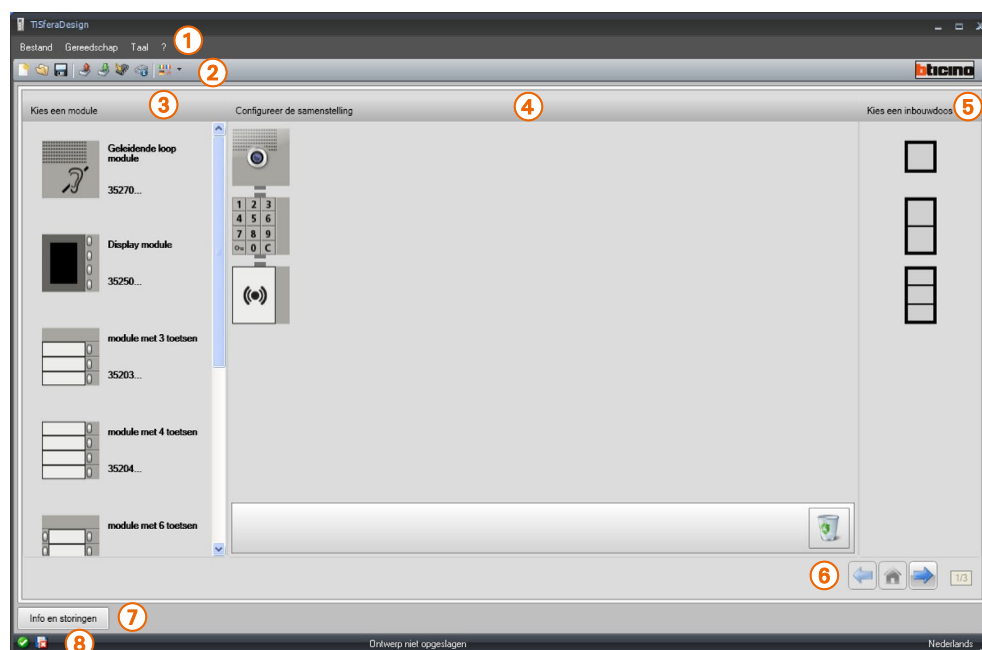 TiSferaDesign
Bestand Gereedschap Taal ? 1
2
bticino
Kies een module 3
Configureer de samenstelling 4
Kies een inbouwdoos 5
Geleidende loop
module
35270...
Display module
35250...
module met 3 toetsen
35203...
module met 4 toetsen
35204...
module met 6 toetsen
1 2 3
4 5 6
7 8 9
0 C
6
1/3
Info en storingen 7
8
Ontwerp niet opgeslagen
Nederlands